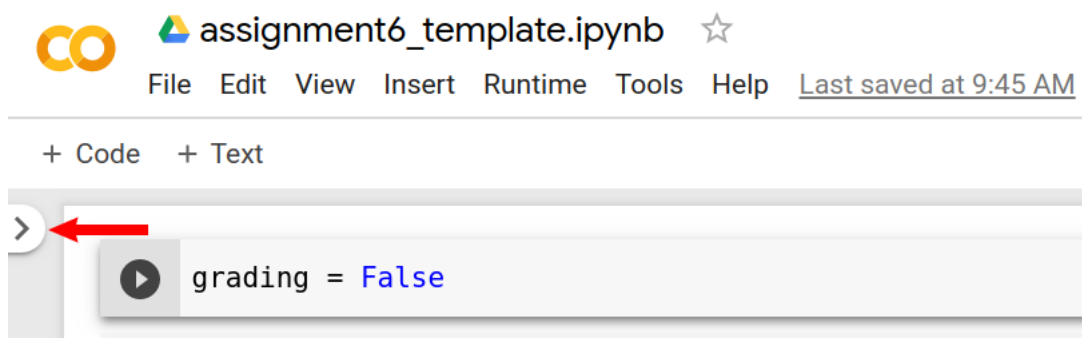 assignment6_template.ipynb
File Edit View Insert Runtime Tools Help Last saved at 9:45 AM
+ Code + Text
grading = False